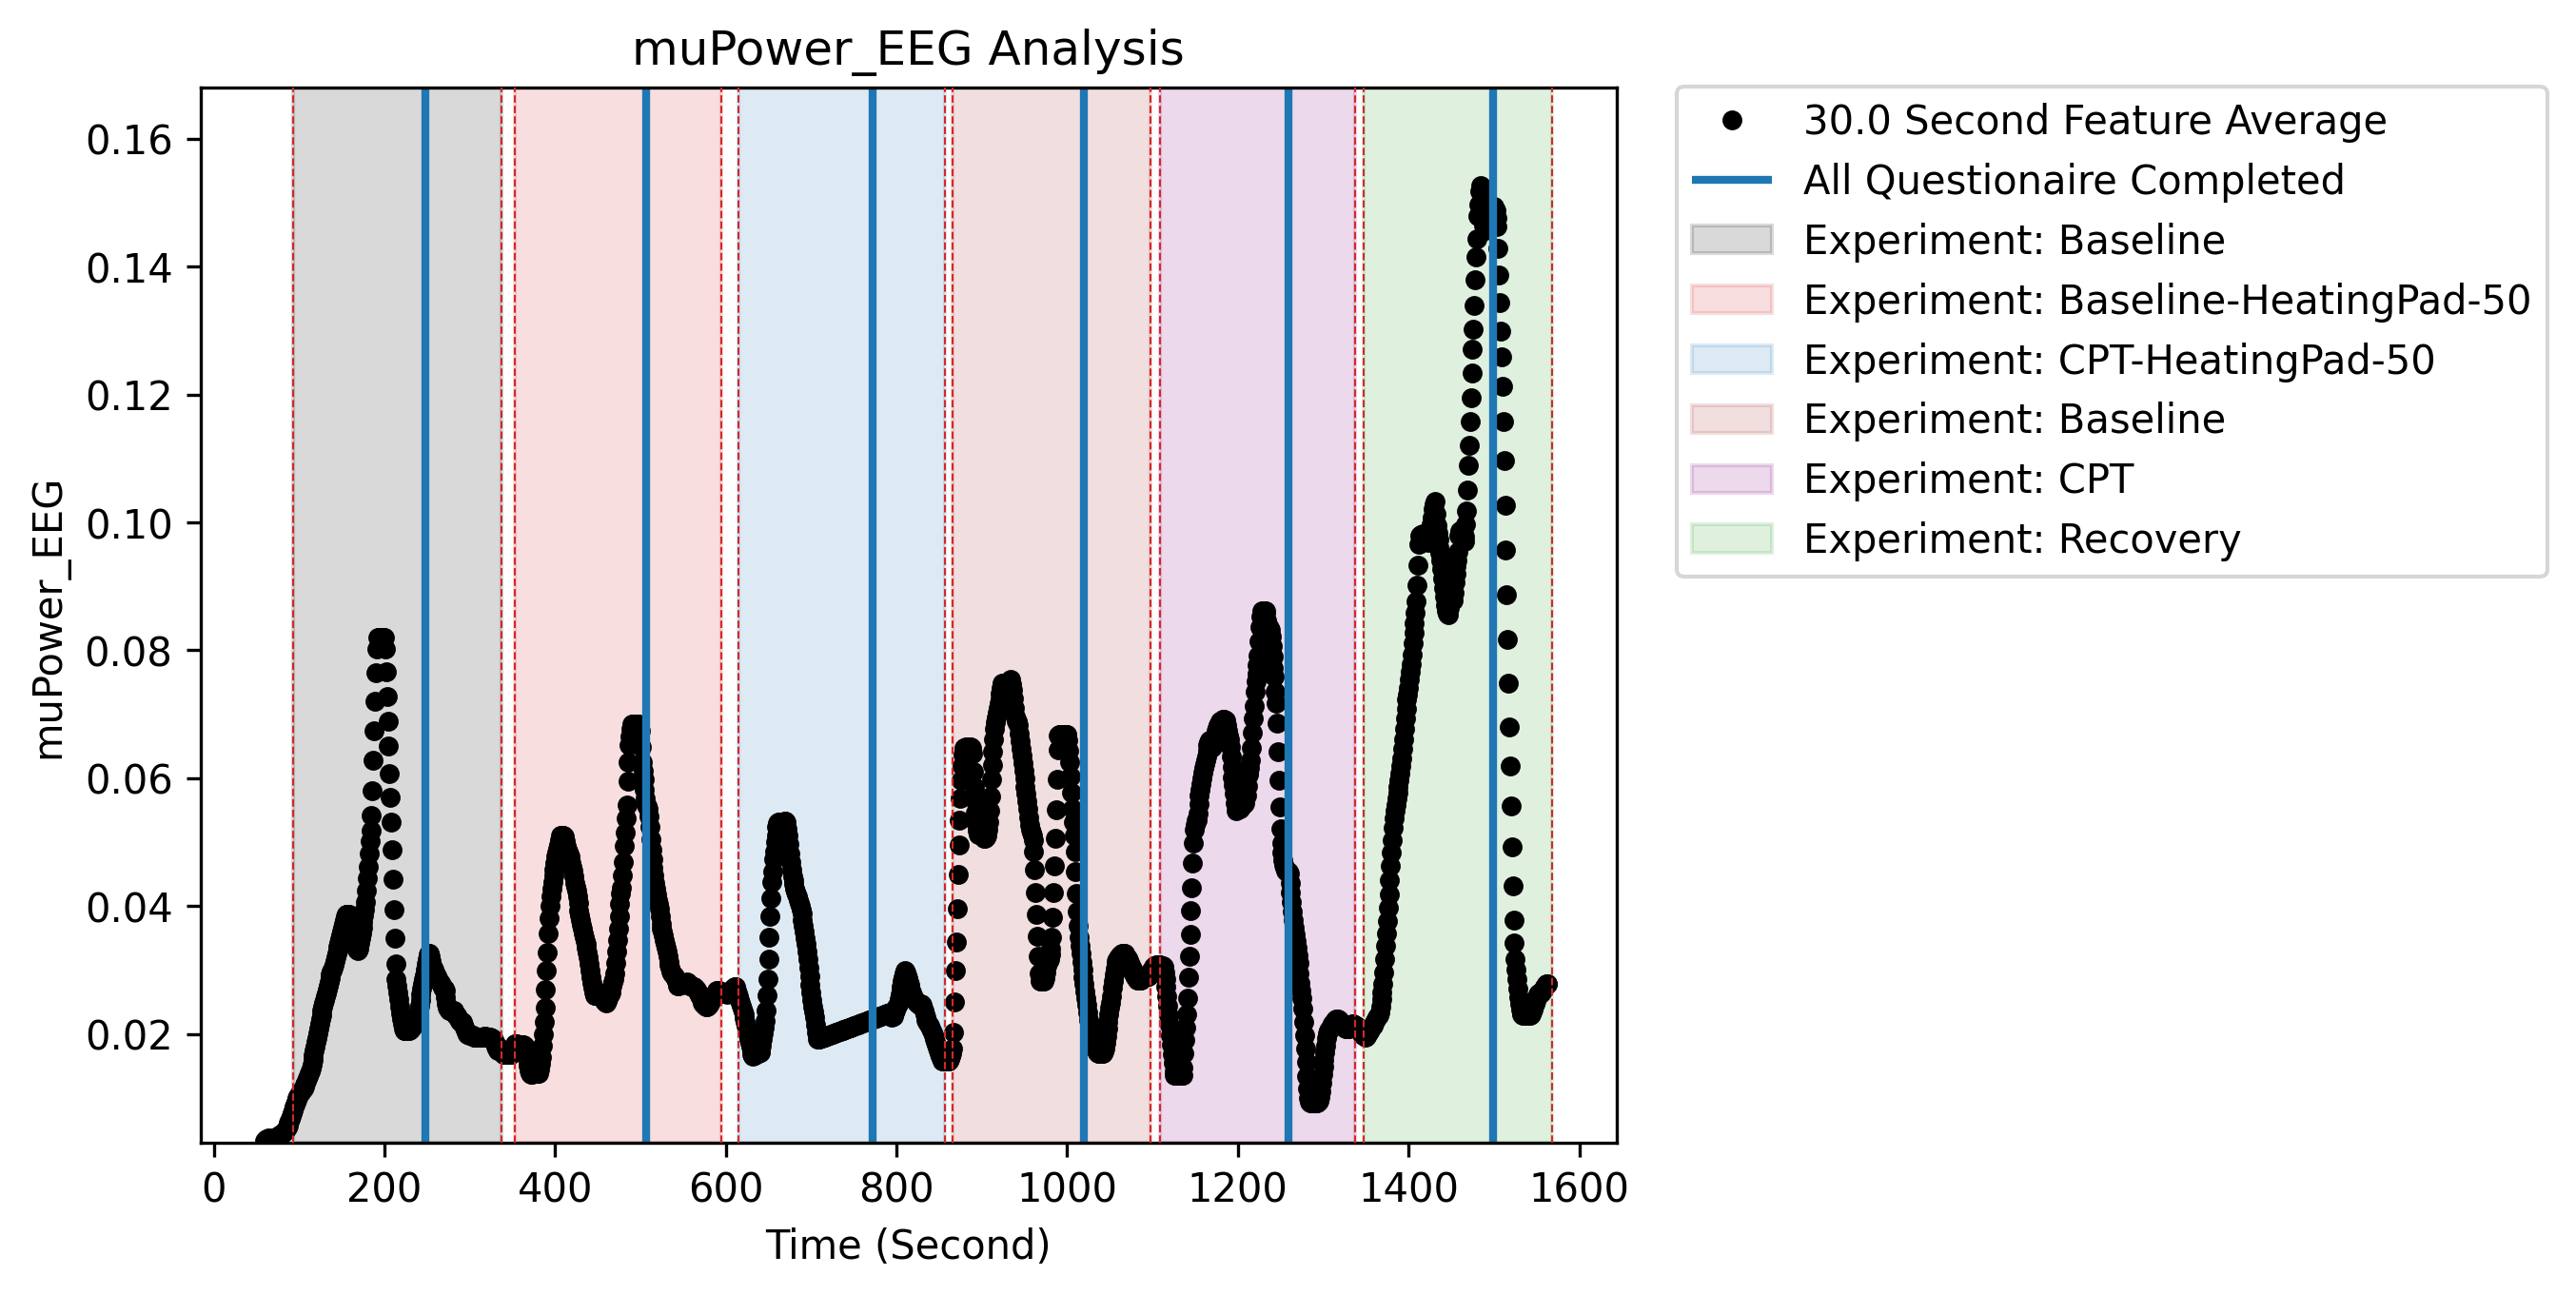 muPower_EEG Analysis
muPower_EEG
0.16
0.14
0.12
0.10
0.08
0.06
0.04
0.02
0 200 400 600 800 1000 1200 1400 1600
Time (Second)
30.0 Second Feature Average
All Questionaire Completed
Experiment: Baseline
Experiment: Baseline-HeatingPad-50
Experiment: CPT-HeatingPad-50
Experiment: Baseline
Experiment: CPT
Experiment: Recovery